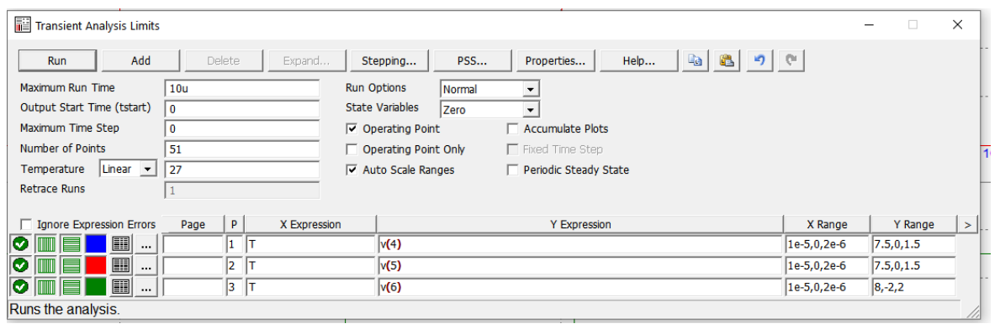 Transient Analysis Limits
Run Add Delete Expand... Stepping... PSS... Properties... Help...
Maximum Run Time 10u Run Options Normal
Output Start Time (tstart) 0 State Variables Zero
Maximum Time Step 0 Operating Point Accumulate Plots
Number of Points 51 Operating Point Only Fixed Time Step
Temperature Linear 27 Auto Scale Ranges Periodic Steady State
Retrace Runs 1
Ignore Expression Errors Page P X Expression Y Expression X Range Y Range >
... 1 T v(4) 1e-5,0,2e-6 7.5,0,1.5
... 2 T v(5) 1e-5,0,2e-6 7.5,0,1.5
... 3 T v(6) 1e-5,0,2e-6 8,-2,2
Runs the analysis.